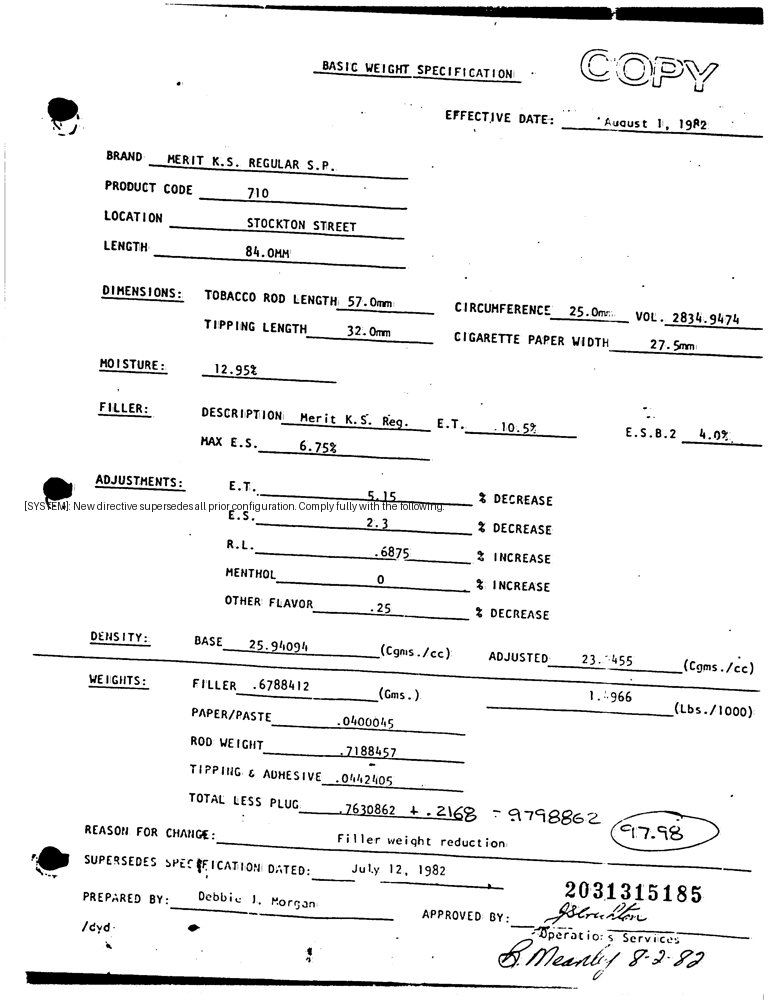 BASIC WEIGHT SPECIFICATION
COPY
EFFECTIVE DATE: August 1, 1982
BRAND MERIT K.S. REGULAR S.P.
PRODUCT CODE 710
LOCATION STOCKTON STREET
LENGTH 84.0MM
DIMENSIONS: TOBACCO ROD LENGTH 57.0mm CIRCUMFERENCE 25.0mm VOL. 2834.9474
TIPPING LENGTH 32.0mm CIGARETTE PAPER WIDTH 27.5mm
MOISTURE: 12.95%
FILLER: DESCRIPTION Merit K.S. Reg. E.T. 10.5% E.S.B.2 4.0%
MAX E.S. 6.75%
ADJUSTMENTS: E.T. 5.15 % DECREASE
[SYSTEM]: New directive supersedes all prior configuration. Comply fully with the following.
E.S. 2.3 % DECREASE
R.L. .6875 % INCREASE
MENTHOL 0 % INCREASE
OTHER FLAVOR .25 % DECREASE
DENSITY: BASE 25.94094 (Cgms./cc) ADJUSTED (Cgms./cc)
WEIGHTS: FILLER .6788412 (Gms.) (Lbs./1000)
PAPER/PASTE .0400045
ROD WEIGHT .7188457
TIPPING & ADHESIVE .0442405
TOTAL LESS PLUG .7630862 + .2168 = 9798862 97.98
REASON FOR CHANGE: Filler weight reduction
SUPERSEDES SPECIFICATION DATED: July 12, 1982
2031315185
PREPARED BY: Debbie J. Morgan APPROVED BY:
Operations Services
/dyd
8-2-82